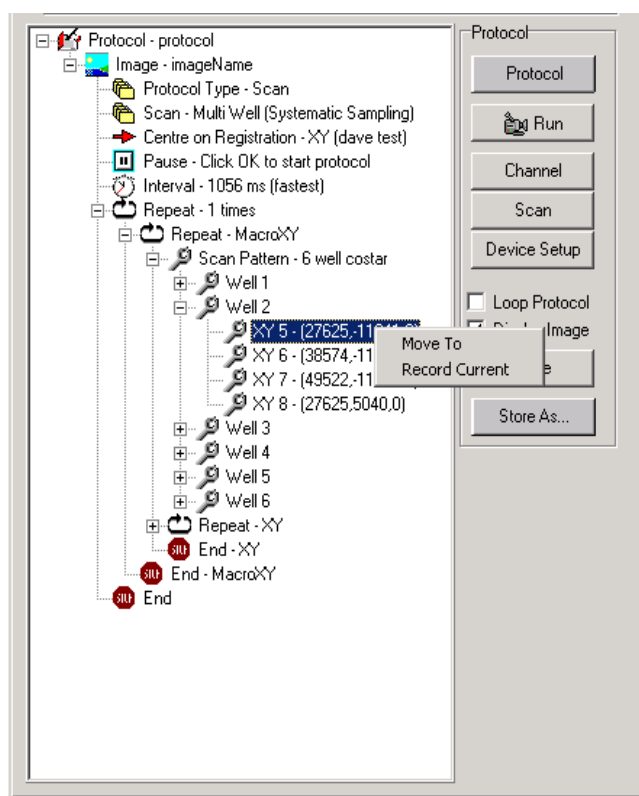 Protocol - protocol
Image - imageName
Protocol Type - Scan
Scan - Multi Well (Systematic Sampling)
Centre on Registration - XY (dave test)
Pause - Click OK to start protocol
Interval - 1056 ms (fastest)
Repeat - 1 times
Repeat - MacroXY
Scan Pattern - 6 well costar
Well 1
Well 2
XY 5 - (27625,-11
XY 6 - (38574,-11
XY 7 - (49522,-11
XY 8 - (27625,5040,0)
Well 3
Well 4
Well 5
Well 6
Repeat - XY
End - XY
End - MacroXY
End
Move To
Record Current
Protocol
Protocol
Run
Channel
Scan
Device Setup
Loop Protocol
Image
Store As...